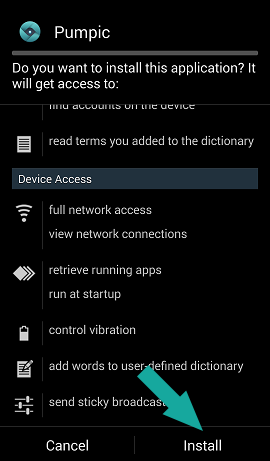 Pumpic
Do you want to install this application? It
will get access to:
find accounts on the device
read terms you added to the dictionary
Device Access
full network access
view network connections
retrieve running apps
run at startup
control vibration
add words to user-defined dictionary
send sticky broadcast
Cancel
Install